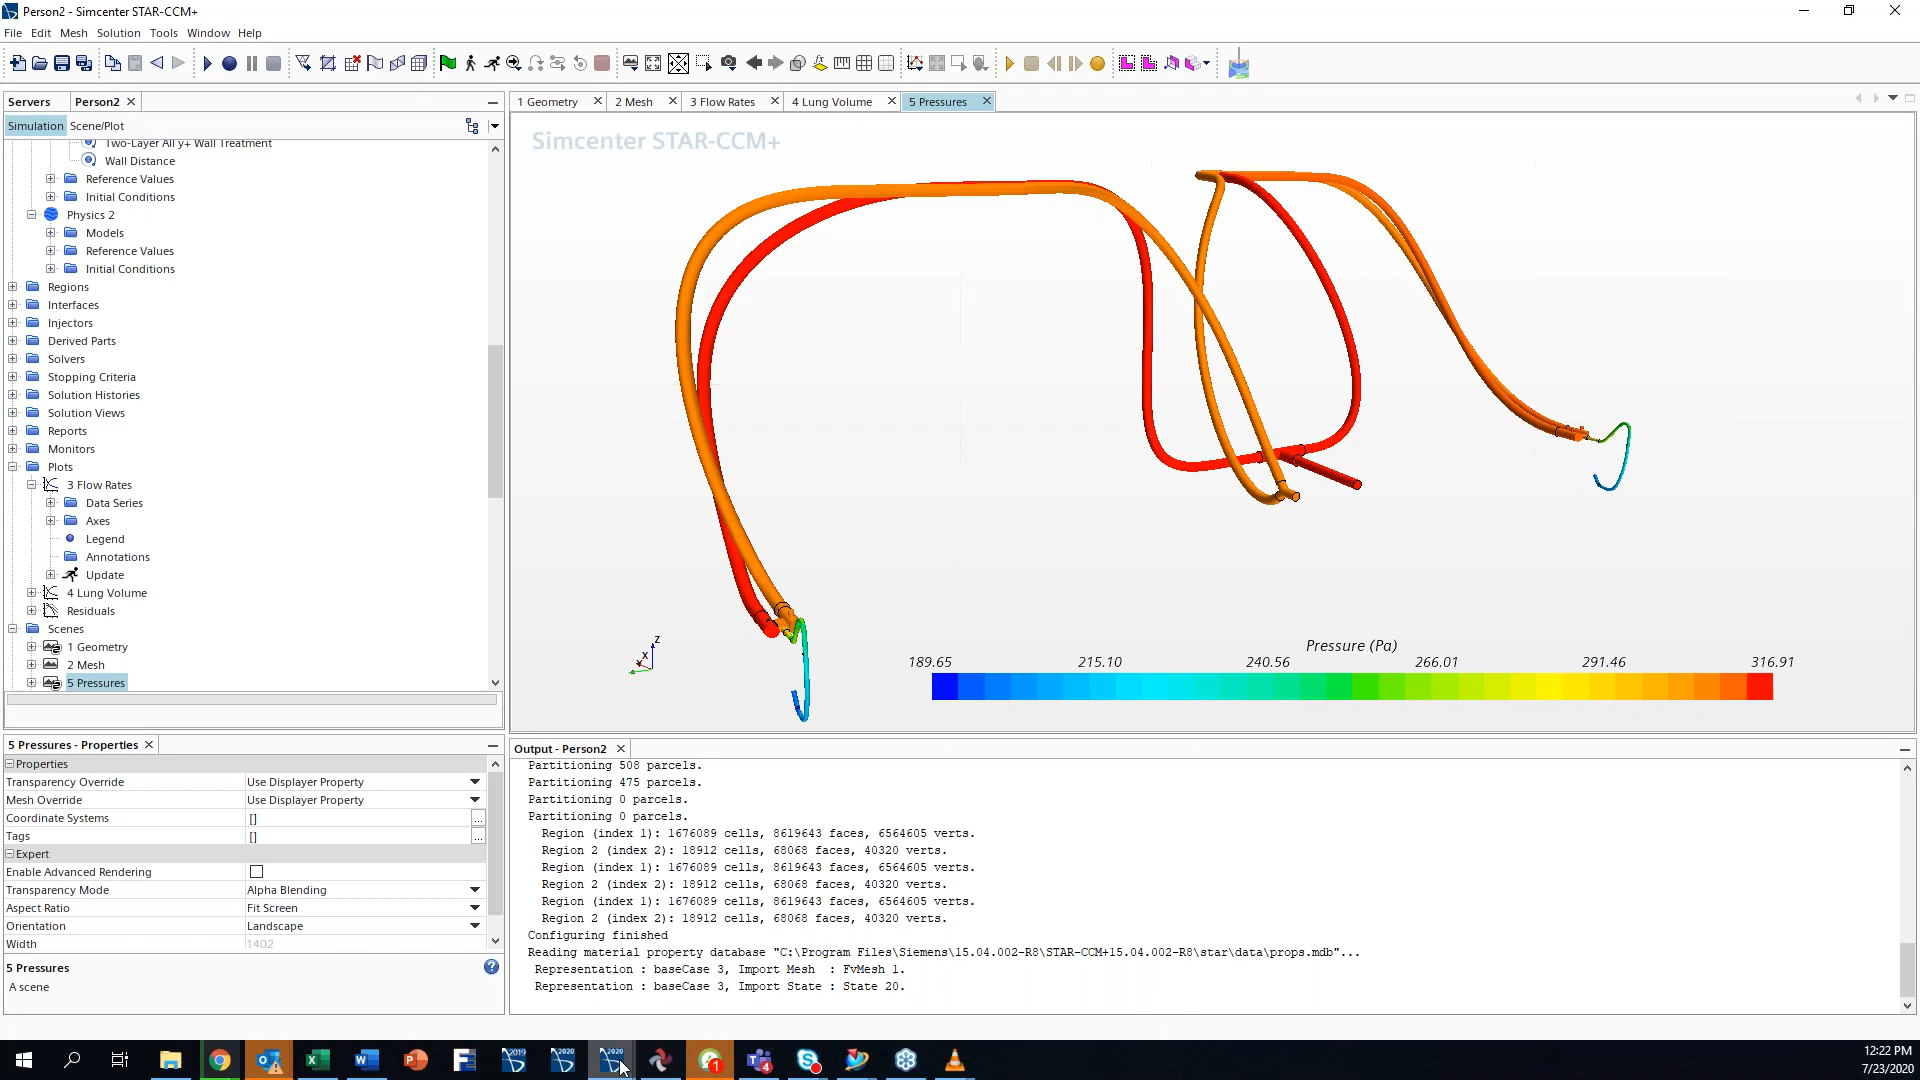 Person2 - Simcenter STAR-CCM+
File Edit Mesh Solution Tools Window Help
Servers Person2
1 Geometry 2 Mesh 3 Flow Rates 4 Lung Volume 5 Pressures
Simulation Scene/Plot
Two-Layer All y+ Wall Treatment
Wall Distance
Reference Values
Initial Conditions
Physics 2
Models
Reference Values
Initial Conditions
Regions
Interfaces
Injectors
Derived Parts
Solvers
Stopping Criteria
Solution Histories
Solution Views
Reports
Monitors
Plots
3 Flow Rates
Data Series
Axes
Legend
Annotations
Update
4 Lung Volume
Residuals
Scenes
1 Geometry
2 Mesh
5 Pressures
5 Pressures - Properties
Properties
Transparency Override Use Displayer Property
Mesh Override Use Displayer Property
Coordinate Systems []
Tags []
Expert
Enable Advanced Rendering
Transparency Mode Alpha Blending
Aspect Ratio Fit Screen
Orientation Landscape
Width 1402
5 Pressures
A scene
Simcenter STAR-CCM+
Z
X
Pressure (Pa)
189.65 215.10 240.56 266.01 291.46 316.91
Output - Person2
Partitioning 508 parcels.
Partitioning 475 parcels.
Partitioning 0 parcels.
Partitioning 0 parcels.
Region (index 1): 1676089 cells, 8619643 faces, 6564605 verts.
Region 2 (index 2): 18912 cells, 68068 faces, 40320 verts.
Region (index 1): 1676089 cells, 8619643 faces, 6564605 verts.
Region 2 (index 2): 18912 cells, 68068 faces, 40320 verts.
Region (index 1): 1676089 cells, 8619643 faces, 6564605 verts.
Region 2 (index 2): 18912 cells, 68068 faces, 40320 verts.
Configuring finished
Reading material property database "C:\Program Files\Siemens\15.04.002-R8\STAR-CCM+15.04.002-R8\star\data\props.mdb"...
Representation : baseCase 3, Import Mesh : FvMesh 1.
Representation : baseCase 3, Import State : State 20.
2019 2020 2020
1
4
12:22 PM
7/23/2020